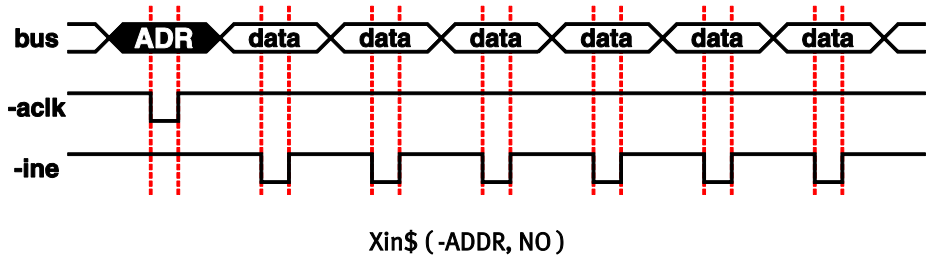 bus ADR data data data data data data
-aclk
-ine
Xin$ (-ADDR, NO)